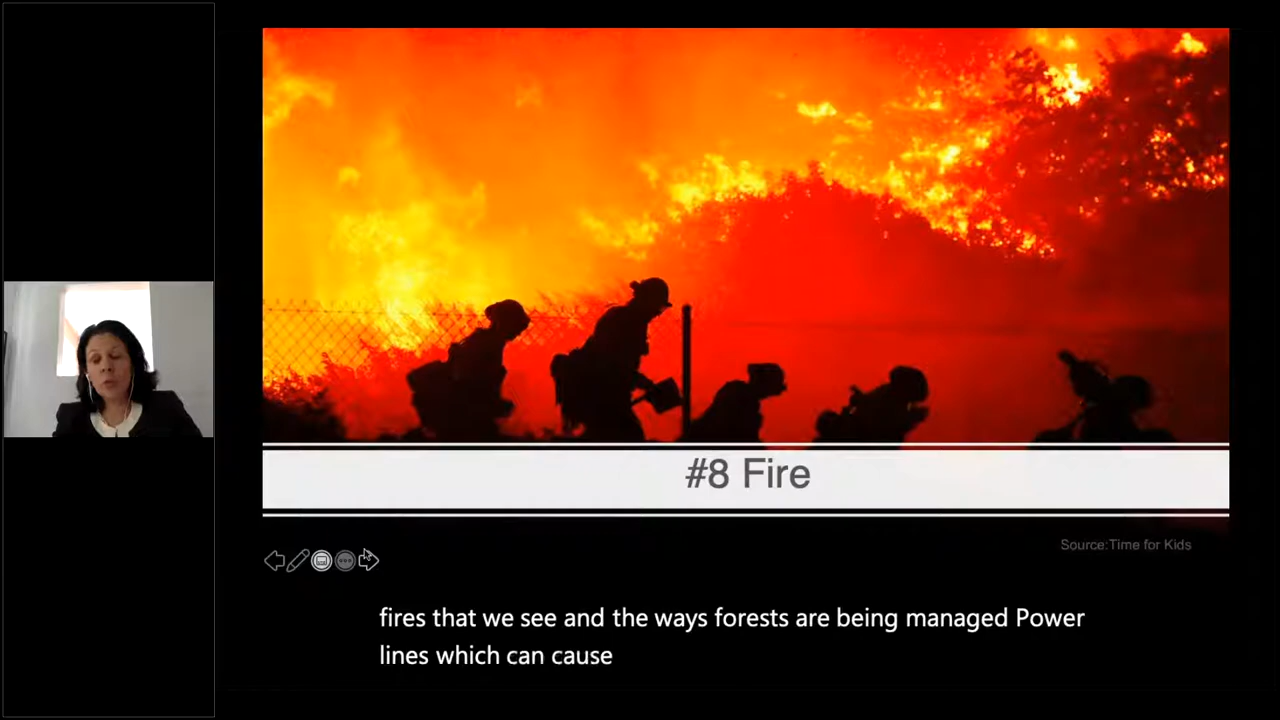 #8 Fire
Source:Time for Kids
fires that we see and the ways forests are being managed Power
lines which can cause